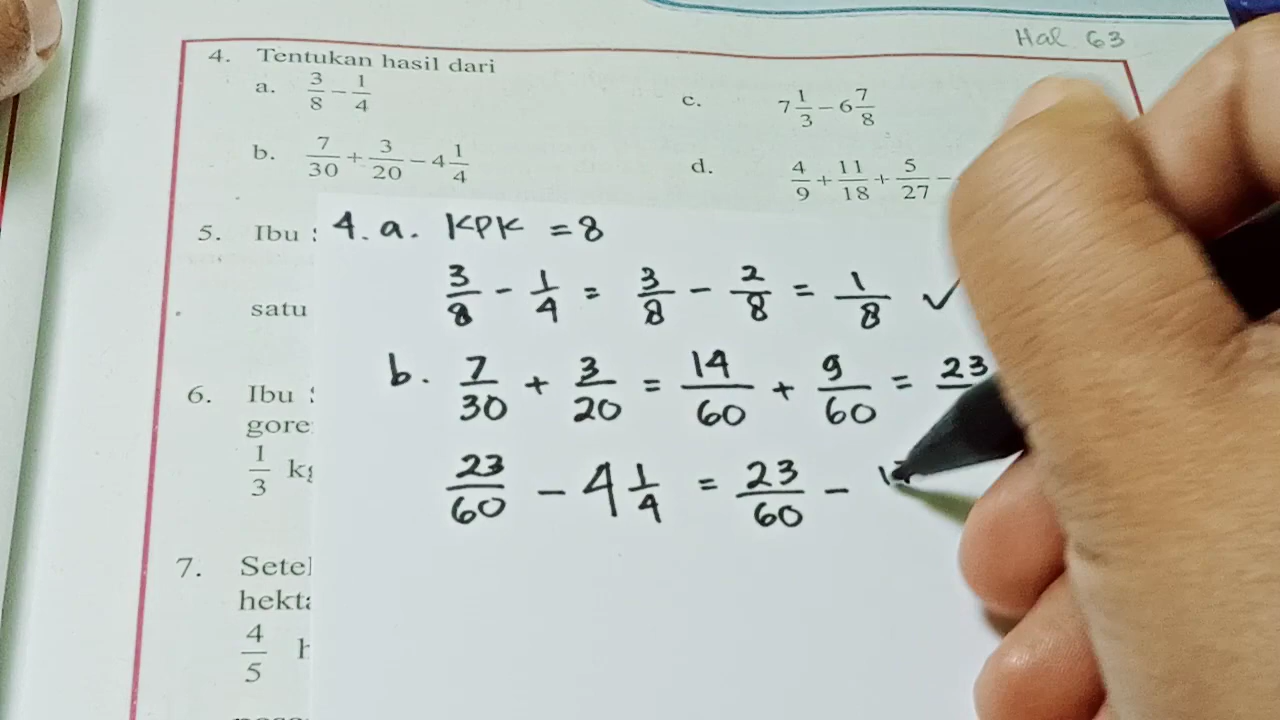 Hal 63
4. Tentukan hasil dari
a. 3/8 − 1/4
c. 7 1/3 − 6 7/8
b. 7/30 + 3/20 − 4 1/4
d. 4/9 + 11/18 + 5/27 −
5. Ibu
satu
6. Ibu
gore
1/3 kg
7.
hekta
4/5 h
4. a. KPK = 8
3/8 - 1/4 = 3/8 - 2/8 = 1/8 ✓
b. 7/30 + 3/20 = 14/60 + 9/60 = 23
23/60 - 4 1/4 = 23/60 -